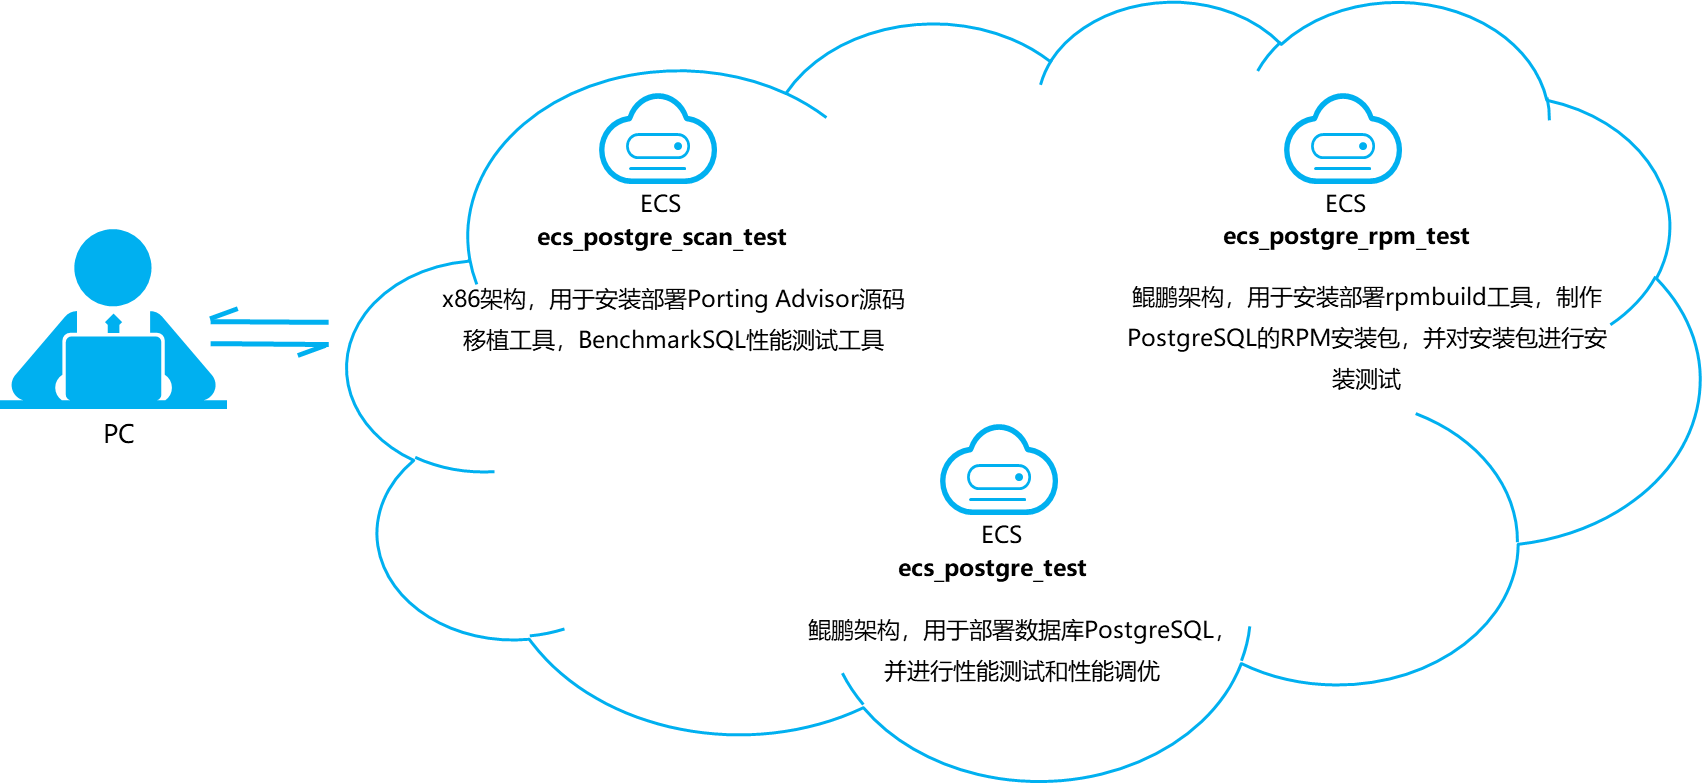 ECS
ecs_postgre_scan_test
x86架构，用于安装部署Porting Advisor源码
移植工具，BenchmarkSQL性能测试工具
ECS
ecs_postgre_rpm_test
鲲鹏架构，用于安装部署rpmbuild工具，制作
PostgreSQL的RPM安装包，并对安装包进行安
装测试
PC
ECS
ecs_postgre_test
鲲鹏架构，用于部署数据库PostgreSQL，
并进行性能测试和性能调优